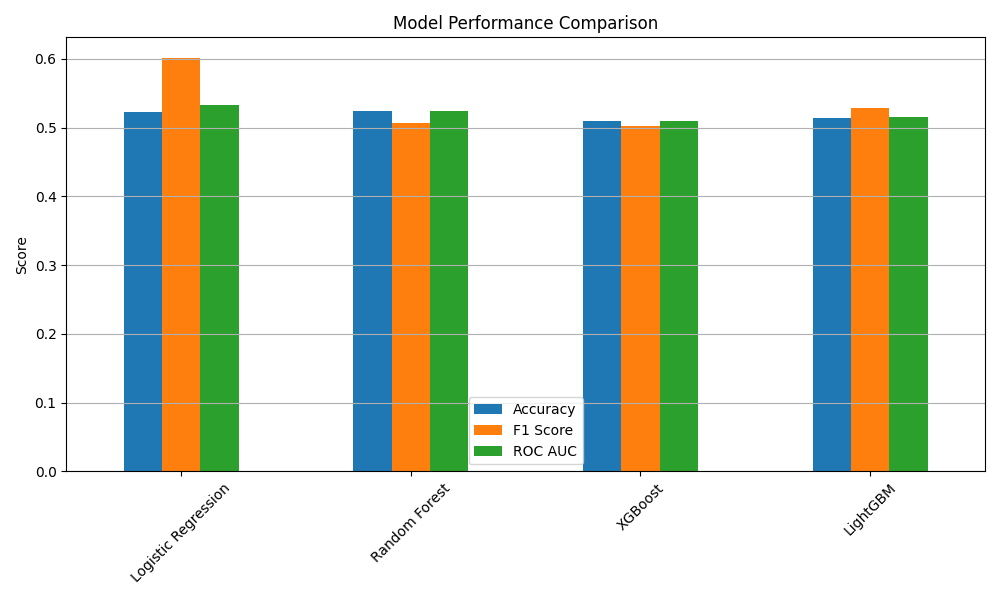 Model Performance Comparison
Score
0.6
0.5
0.4
0.3
0.2
0.1
0.0
Accuracy
F1 Score
ROC AUC
Logistic Regression
Random Forest
XGBoost
LightGBM